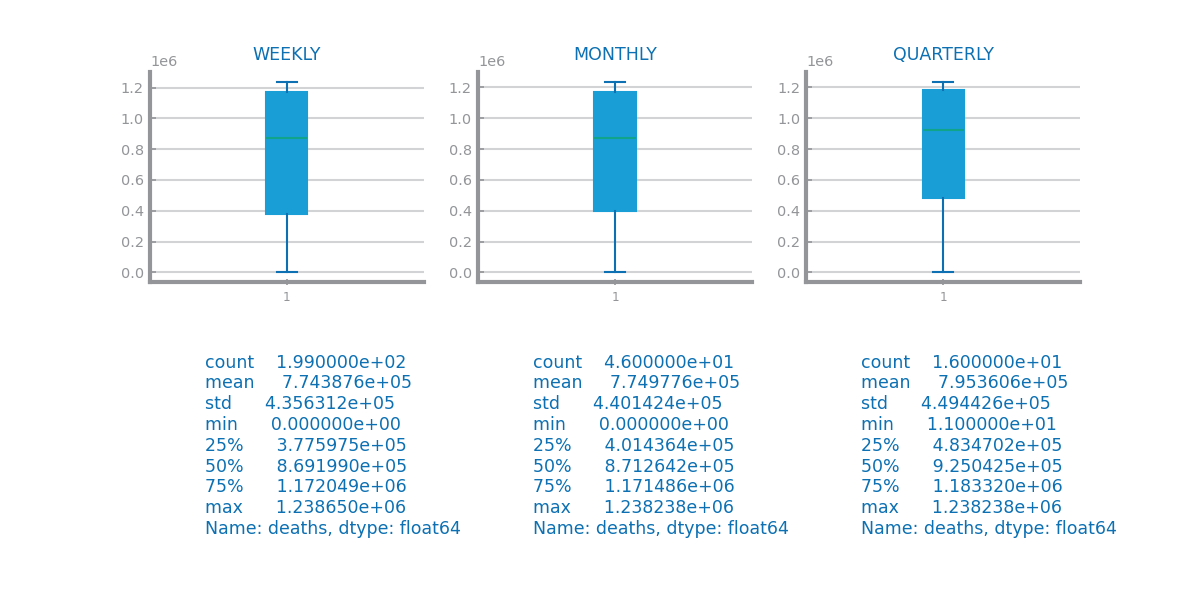 WEEKLY
1e6
1.2
1.0
0.8
0.6
0.4
0.2
0.0
1
MONTHLY
1e6
1.2
1.0
0.8
0.6
0.4
0.2
0.0
1
QUARTERLY
1e6
1.2
1.0
0.8
0.6
0.4
0.2
0.0
1
count 1.990000e+02
mean 7.743876e+05
std 4.356312e+05
min 0.000000e+00
25% 3.775975e+05
50% 8.691990e+05
75% 1.172049e+06
max 1.238650e+06
Name: deaths, dtype: float64
count 4.600000e+01
mean 7.749776e+05
std 4.401424e+05
min 0.000000e+00
25% 4.014364e+05
50% 8.712642e+05
75% 1.171486e+06
max 1.238238e+06
Name: deaths, dtype: float64
count 1.600000e+01
mean 7.953606e+05
std 4.494426e+05
min 1.100000e+01
25% 4.834702e+05
50% 9.250425e+05
75% 1.183320e+06
max 1.238238e+06
Name: deaths, dtype: float64